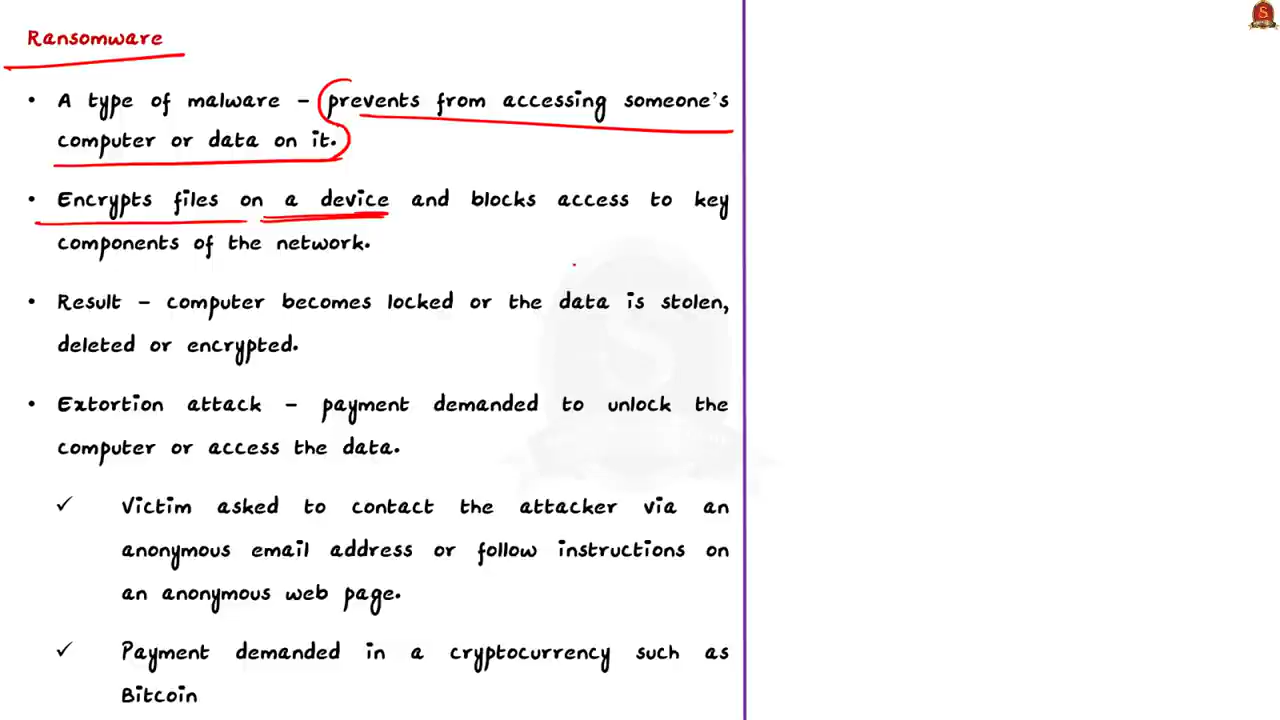 Ransomware
• A type of malware – prevents from accessing someone's
computer or data on it.
• Encrypts files on a device and blocks access to key
components of the network.
• Result – computer becomes locked or the data is stolen,
deleted or encrypted.
• Extortion attack – payment demanded to unlock the
computer or access the data.
✓ Victim asked to contact the attacker via an
anonymous email address or follow instructions on
an anonymous web page.
✓ Payment demanded in a cryptocurrency such as
Bitcoin